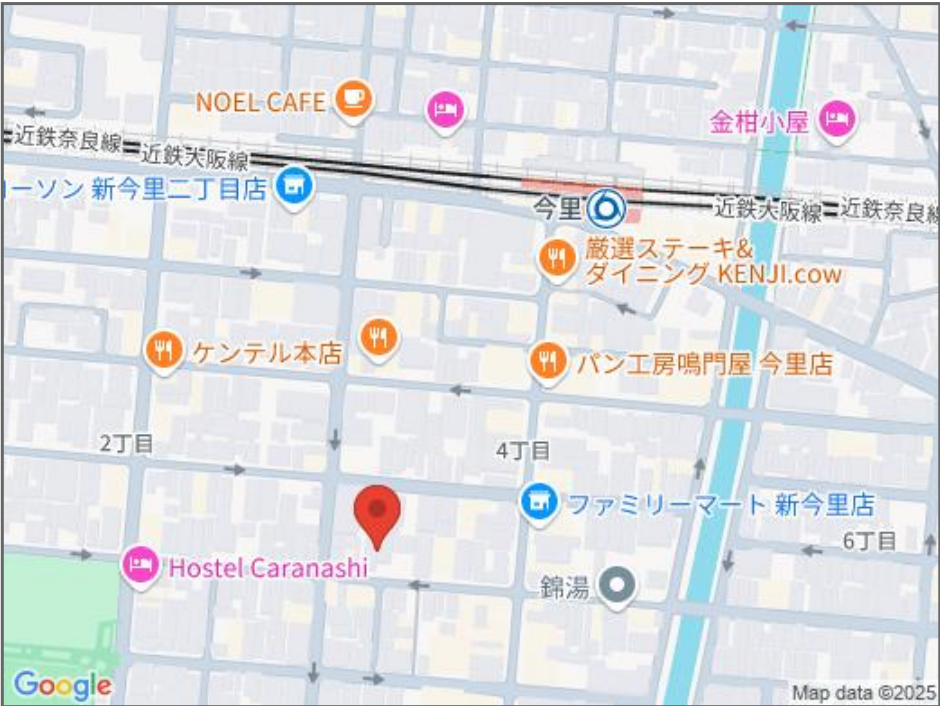 NOEL CAFE
金柑小屋
近鉄奈良線
近鉄大阪線
ーソン 新今里二丁目店
今里
近鉄大阪線
近鉄奈良線
厳選ステーキ&
ダイニング KENJI.cow
ケンテル本店
パン工房鳴門屋 今里店
2丁目
4丁目
ファミリーマート 新今里店
6丁目
Hostel Caranashi
錦湯
Google
Map data ©2025